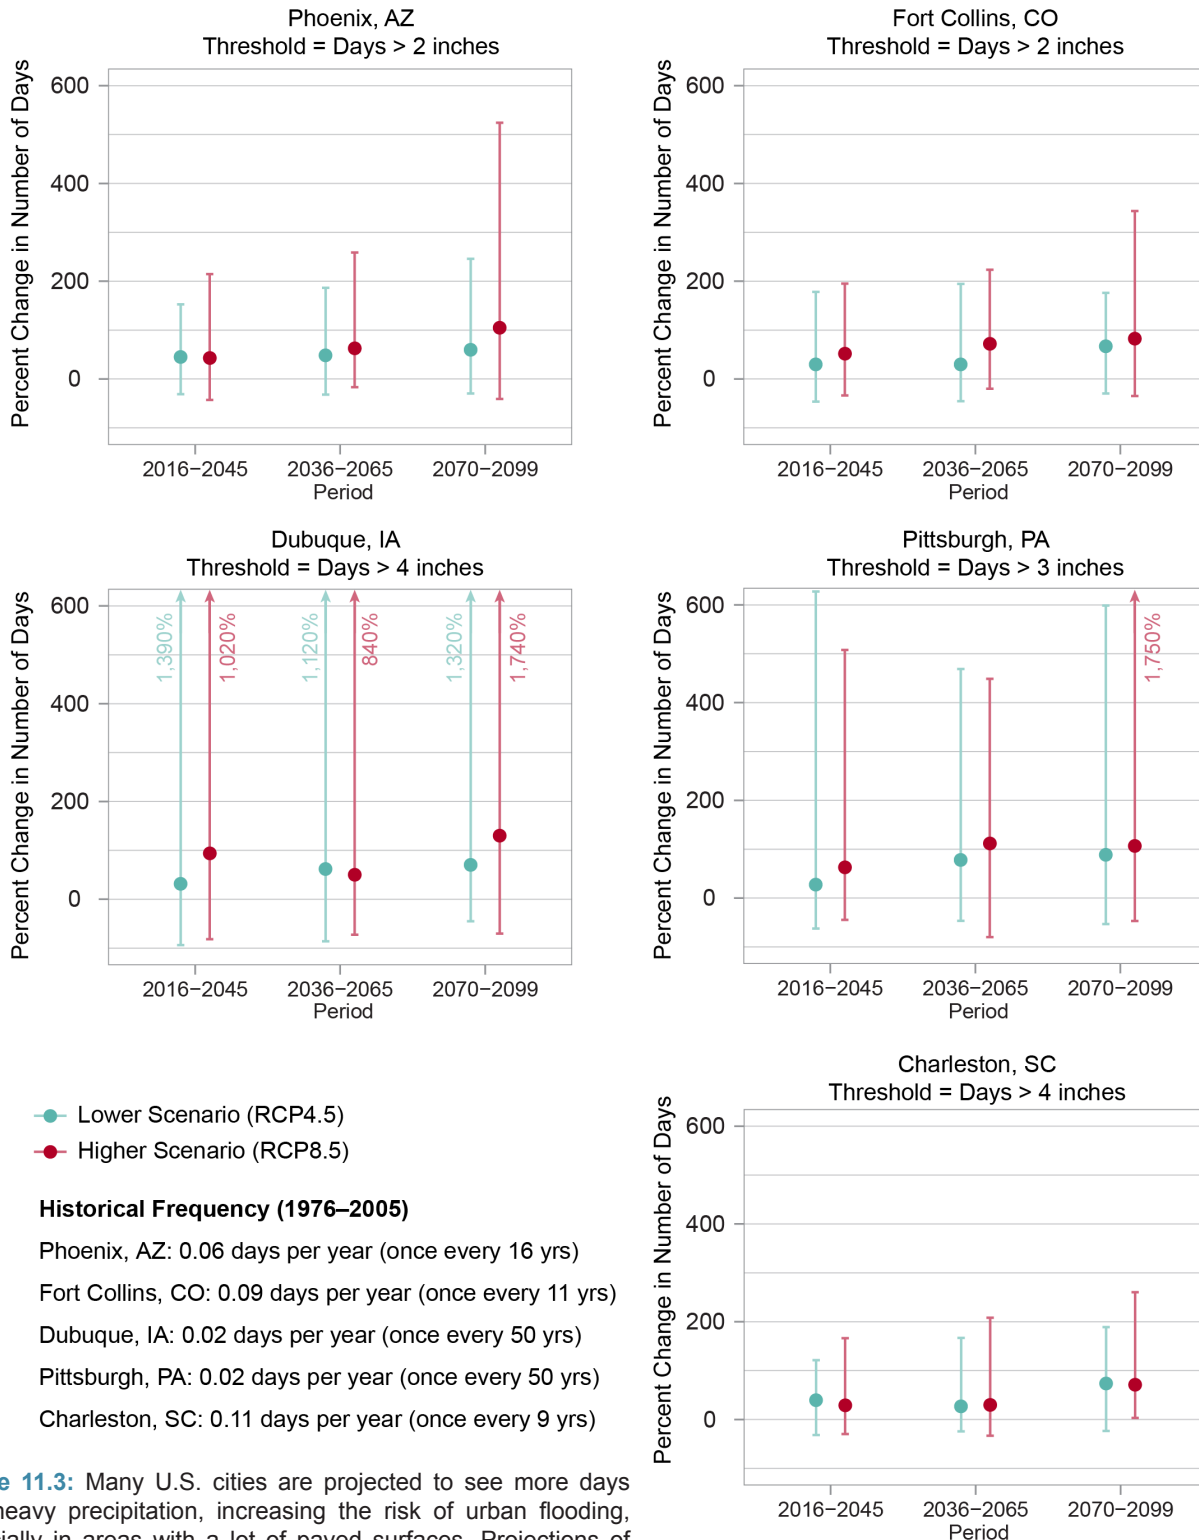 Phoenix, AZ
Threshold = Days > 2 inches
Percent Change in Number of Days
600
400
200
0
2016–2045
2036–2065
2070–2099
Period
Fort Collins, CO
Threshold = Days > 2 inches
Percent Change in Number of Days
600
400
200
0
2016–2045
2036–2065
2070–2099
Period
Dubuque, IA
Threshold = Days > 4 inches
Percent Change in Number of Days
600
400
200
0
1,390%
1,020%
1,120%
840%
1,320%
1,740%
2016–2045
2036–2065
2070–2099
Period
Pittsburgh, PA
Threshold = Days > 3 inches
Percent Change in Number of Days
600
400
200
0
1,750%
2016–2045
2036–2065
2070–2099
Period
Lower Scenario (RCP4.5)
Higher Scenario (RCP8.5)
Historical Frequency (1976–2005)
Phoenix, AZ: 0.06 days per year (once every 16 yrs)
Fort Collins, CO: 0.09 days per year (once every 11 yrs)
Dubuque, IA: 0.02 days per year (once every 50 yrs)
Pittsburgh, PA: 0.02 days per year (once every 50 yrs)
Charleston, SC: 0.11 days per year (once every 9 yrs)
Charleston, SC
Threshold = Days > 4 inches
Percent Change in Number of Days
600
400
200
0
2016–2045
2036–2065
2070–2099
Period
11.3: Many U.S. cities are projected to see more days
heavy precipitation, increasing the risk of urban flooding,
in areas with a lot of paved surfaces. Projections of